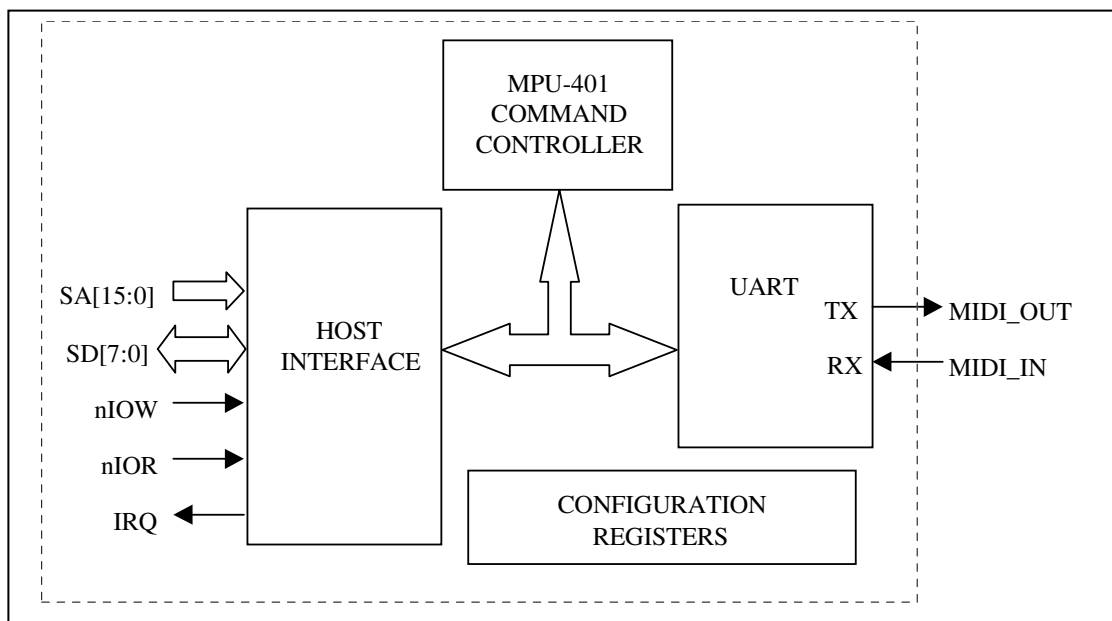 MPU-401
COMMAND
CONTROLLER
SA[15:0]
SD[7:0]
nIOW
nIOR
IRQ
HOST
INTERFACE
UART
TX
RX
MIDI_OUT
MIDI_IN
CONFIGURATION
REGISTERS